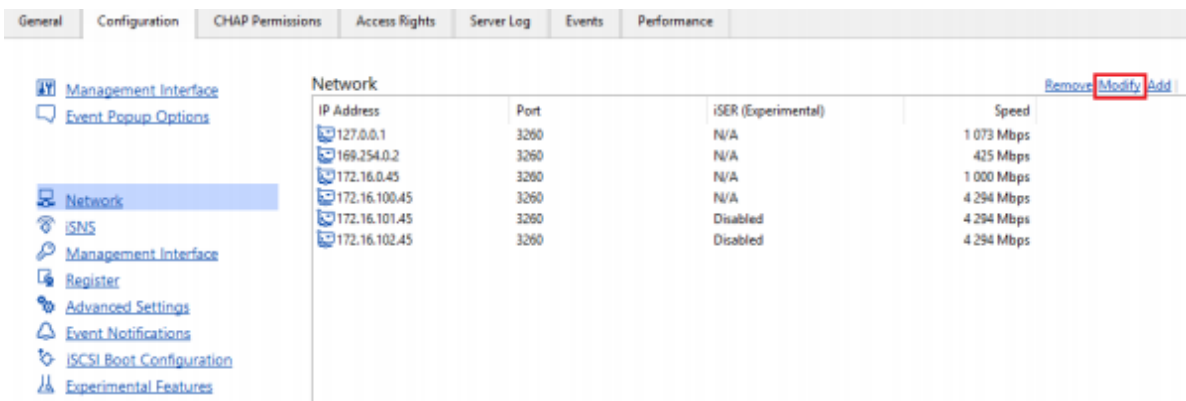 General Configuration CHAP Permissions Access Rights Server Log Events Performance
Management Interface
Event Popup Options
Network
iSNS
Management Interface
Register
Advanced Settings
Event Notifications
iSCSI Boot Configuration
Experimental Features
Network
Remove Modify Add
IP Address Port iSER (Experimental) Speed
127.0.0.1 3260 N/A 1 073 Mbps
169.254.0.2 3260 N/A 425 Mbps
172.16.0.45 3260 N/A 1 000 Mbps
172.16.100.45 3260 N/A 4 294 Mbps
172.16.101.45 3260 Disabled 4 294 Mbps
172.16.102.45 3260 Disabled 4 294 Mbps